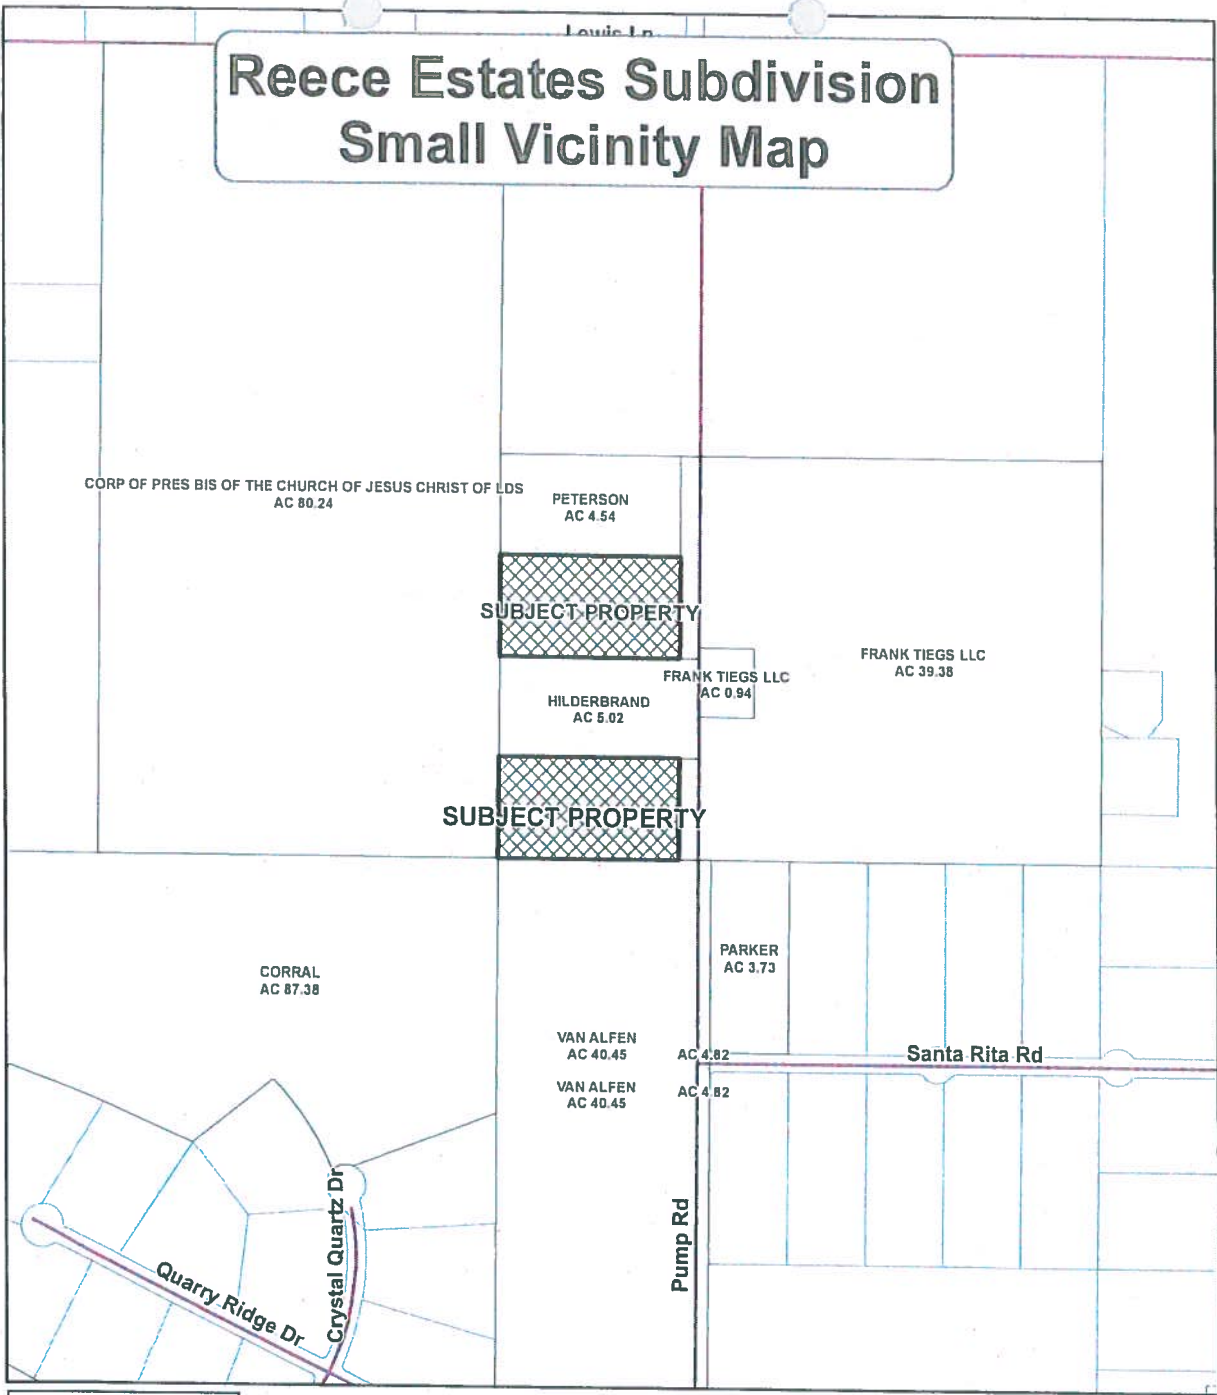 Lewis Ln
Reece Estates Subdivision
Small Vicinity Map
CORP OF PRES BIS OF THE CHURCH OF JESUS CHRIST OF LDS
AC 80.24
PETERSON
AC 4.54
SUBJECT PROPERTY
FRANK TIEGS LLC
AC 39.38
FRANK TIEGS LLC
AC 0.94
HILDERBRAND
AC 5.02
SUBJECT PROPERTY
PARKER
AC 3.73
CORRAL
AC 87.38
VAN ALFEN
AC 40.45
AC 4.82
Santa Rita Rd
VAN ALFEN
AC 40.45
AC 4.82
Crystal Quartz Dr
Pump Rd
Quarry Ridge Dr